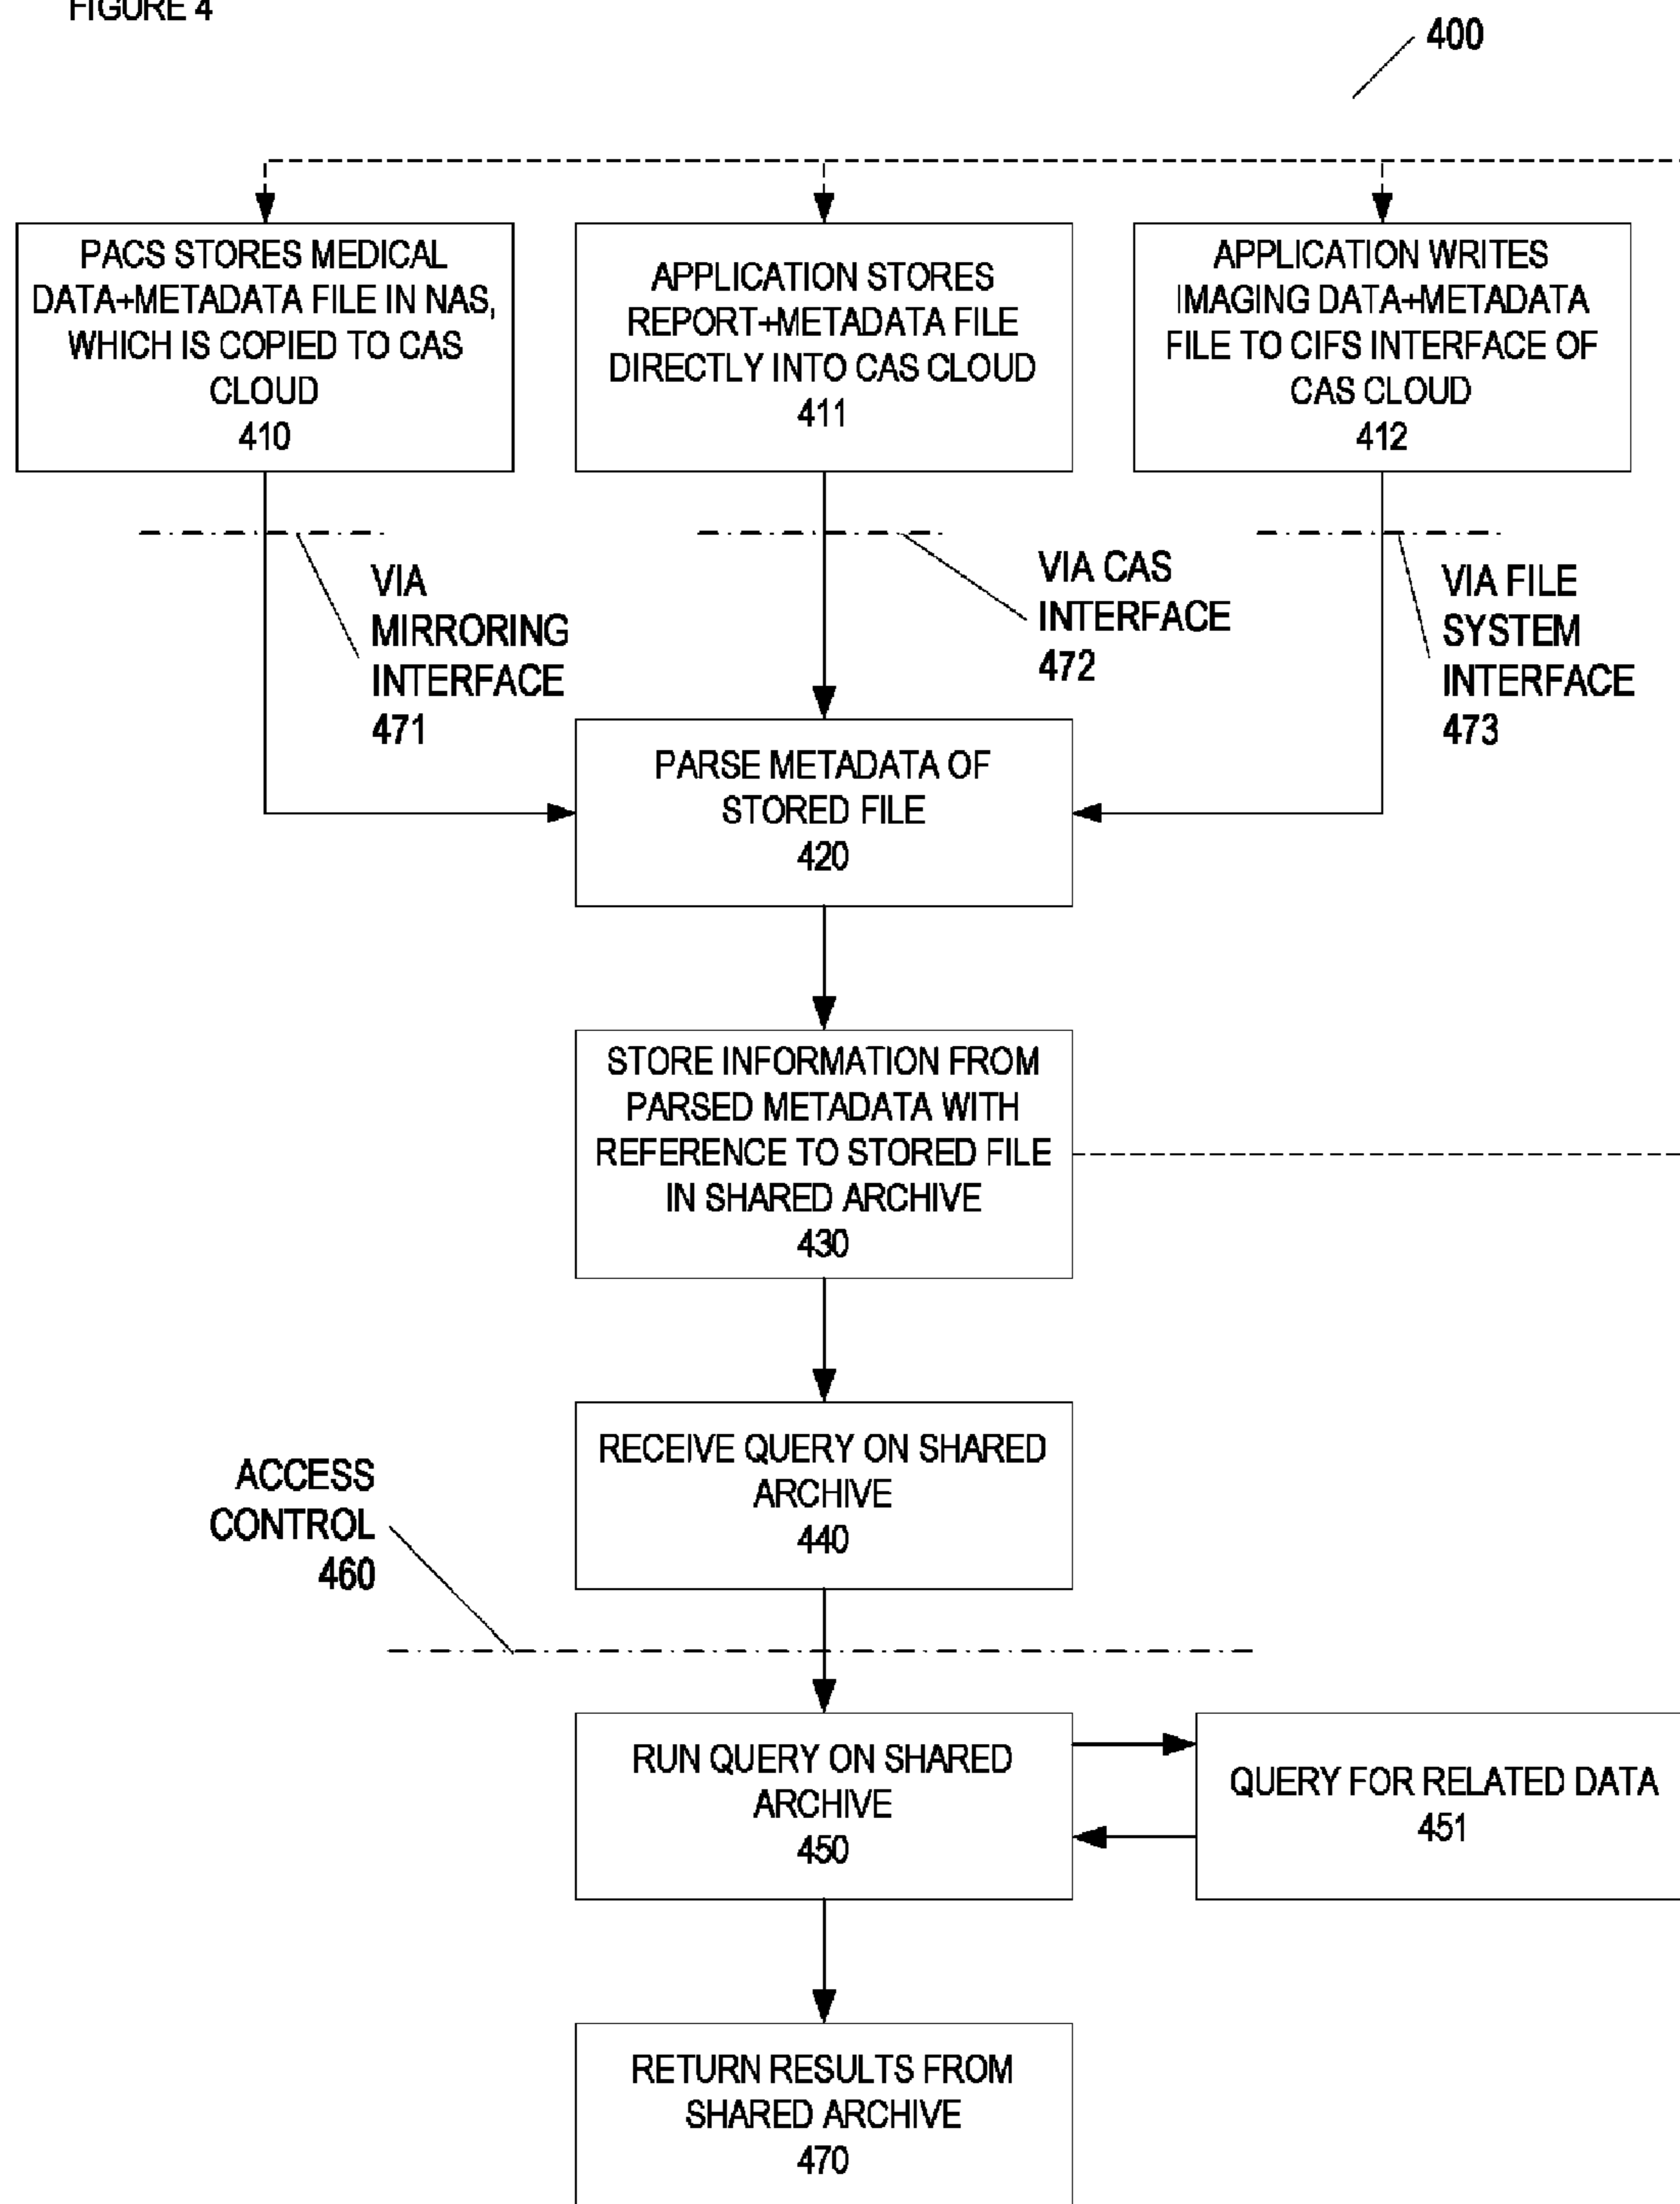 FIGURE 4
400
PACS STORES MEDICAL
DATA+METADATA FILE IN NAS,
WHICH IS COPIED TO CAS
CLOUD
410
APPLICATION STORES
REPORT+METADATA FILE
DIRECTLY INTO CAS CLOUD
411
APPLICATION WRITES
IMAGING DATA+METADATA
FILE TO CIFS INTERFACE OF
CAS CLOUD
412
VIA
MIRRORING
INTERFACE
471
VIA CAS
INTERFACE
472
VIA FILE
SYSTEM
INTERFACE
473
PARSE METADATA OF
STORED FILE
420
STORE INFORMATION FROM
PARSED METADATA WITH
REFERENCE TO STORED FILE
IN SHARED ARCHIVE
430
RECEIVE QUERY ON SHARED
ARCHIVE
440
ACCESS
CONTROL
460
RUN QUERY ON SHARED
ARCHIVE
450
QUERY FOR RELATED DATA
451
RETURN RESULTS FROM
SHARED ARCHIVE
470